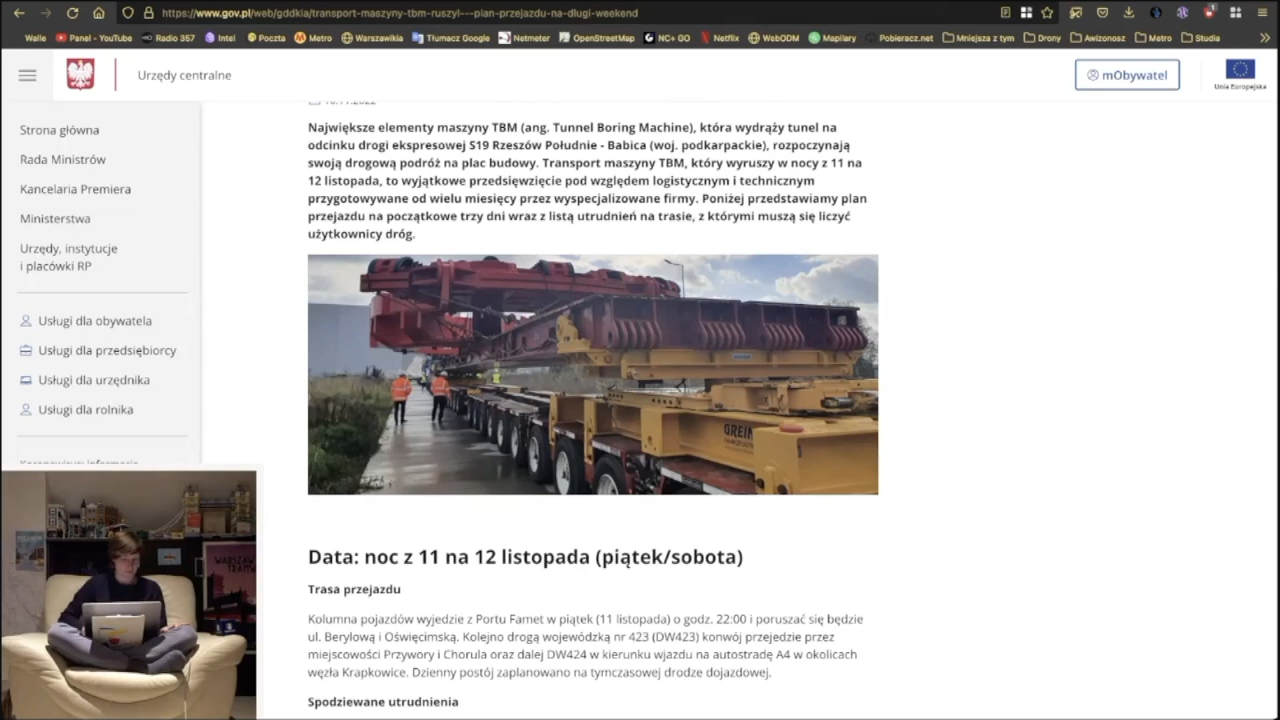 https://www.gov.pl/web/gddkia/transport-maszyny-tbm-ruszyl---plan-przejazdu-na-dlugi-weekend
Walle Panel - YouTube Radio 357 Intel Poczta Metro Warszawikia Tłumacz Google Netmeter OpenStreetMap NC+ GO Netflix WebODM Mapilary Pobieracz.net Mniejsza z tym Drony Awizonosz Metro Studia
Urzędy centralne
mObywatel
Unia Europejska
Strona główna
Rada Ministrów
Kancelaria Premiera
Ministerstwa
Urzędy, instytucje
i placówki RP
Usługi dla obywatela
Usługi dla przedsiębiorcy
Usługi dla urzędnika
Usługi dla rolnika
Największe elementy maszyny TBM (ang. Tunnel Boring Machine), która wydrąży tunel na
odcinku drogi ekspresowej S19 Rzeszów Południe - Babica (woj. podkarpackie), rozpoczynają
swoją drogową podróż na plac budowy. Transport maszyny TBM, który wyruszy w nocy z 11 na
12 listopada, to wyjątkowe przedsięwzięcie pod względem logistycznym i technicznym
przygotowywane od wielu miesięcy przez wyspecjalizowane firmy. Poniżej przedstawiamy plan
przejazdu na początkowe trzy dni wraz z listą utrudnień na trasie, z którymi muszą się liczyć
użytkownicy dróg.
Data: noc z 11 na 12 listopada (piątek/sobota)
Trasa przejazdu
Kolumna pojazdów wyjedzie z Portu Famet w piątek (11 listopada) o godz. 22:00 i poruszać się będzie
ul. Berylową i Oświęcimską. Kolejno drogą wojewódzką nr 423 (DW423) konwój przejedzie przez
miejscowości Przywory i Chorula oraz dalej DW424 w kierunku wjazdu na autostradę A4 w okolicach
węzła Krapkowice. Dzienny postój zaplanowano na tymczasowej drodze dojazdowej.
Spodziewane utrudnienia